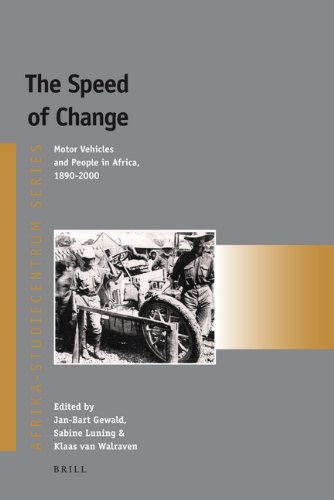 The Speed
of Change
Motor Vehicles
and People in Africa,
1890-2000
AFRIKA-STUDIECENTRUM SERIES
Edited by
Jan-Bart Gewald,
Sabine Luning &
Klaas van Walraven
BRILL